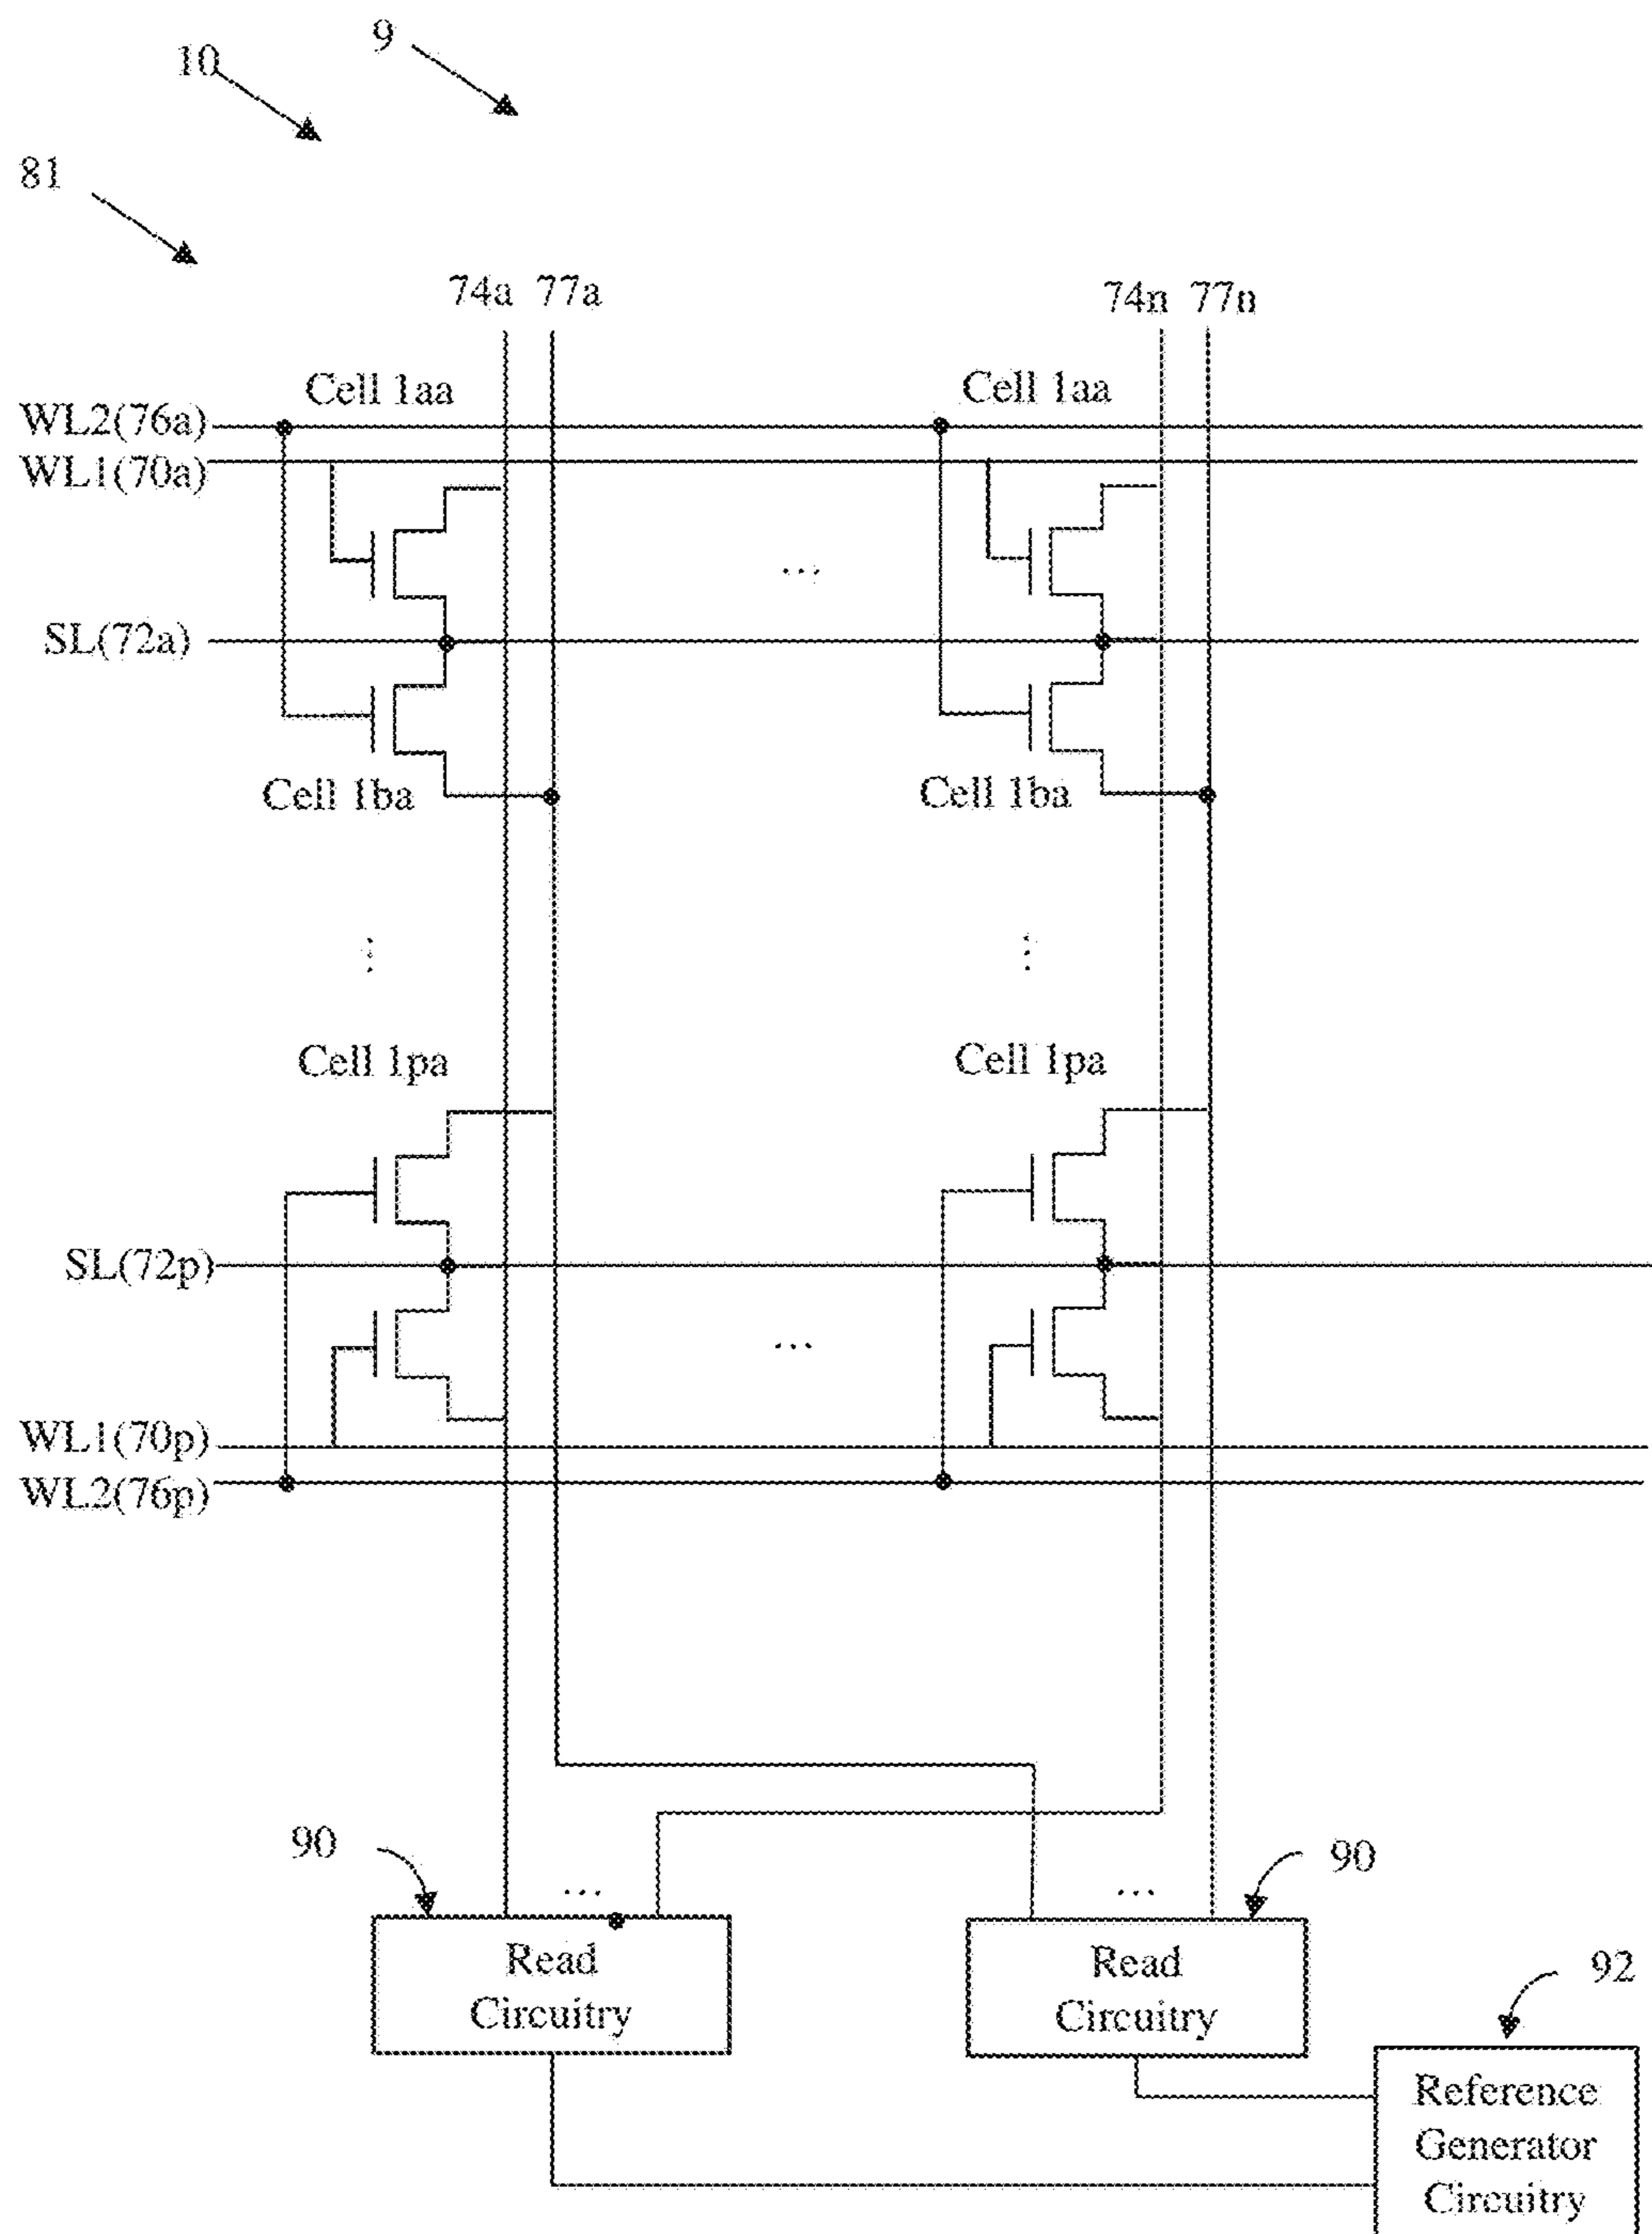 9
10
81
74a 77a
74n 77n
Cell 1aa
Cell 1aa
WL2(76a)
WL1(70a)
...
SL(72a)
Cell 1ba
Cell 1ba
...
...
Cell 1pa
Cell 1pa
SL(72p)
...
WL1(70p)
WL2(76p)
90
90
...
...
Read
Circuitry
Read
Circuitry
92
Reference
Generator
Circuitry